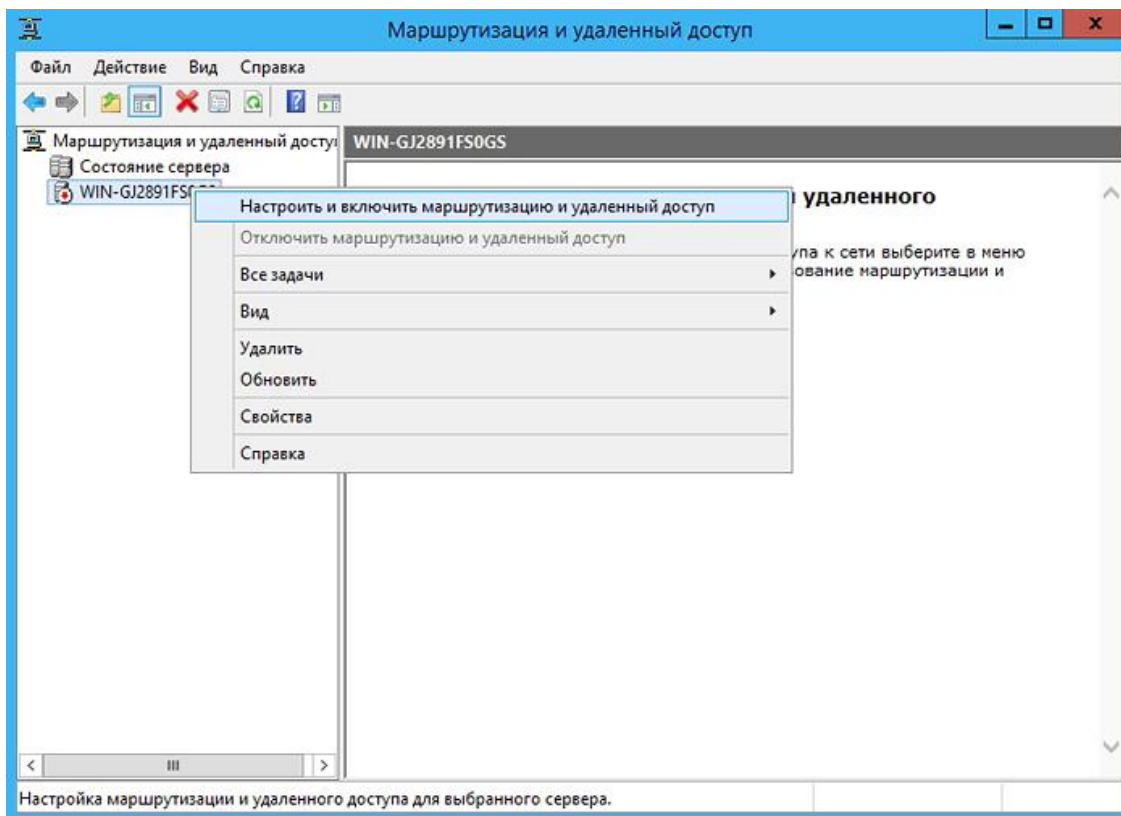 Маршрутизация и удаленный доступ
Файл Действие Вид Справка
Маршрутизация и удаленный досту
Состояние сервера
WIN-GJ2891FS0GS
WIN-GJ2891FS
Настроить и включить маршрутизацию и удаленный доступ
Отключить маршрутизацию и удаленный доступ
Все задачи
Вид
Удалить
Обновить
Свойства
Справка
удаленного
упа к сети выберите в меню
ование маршрутизации и
Настройка маршрутизации и удаленного доступа для выбранного сервера.